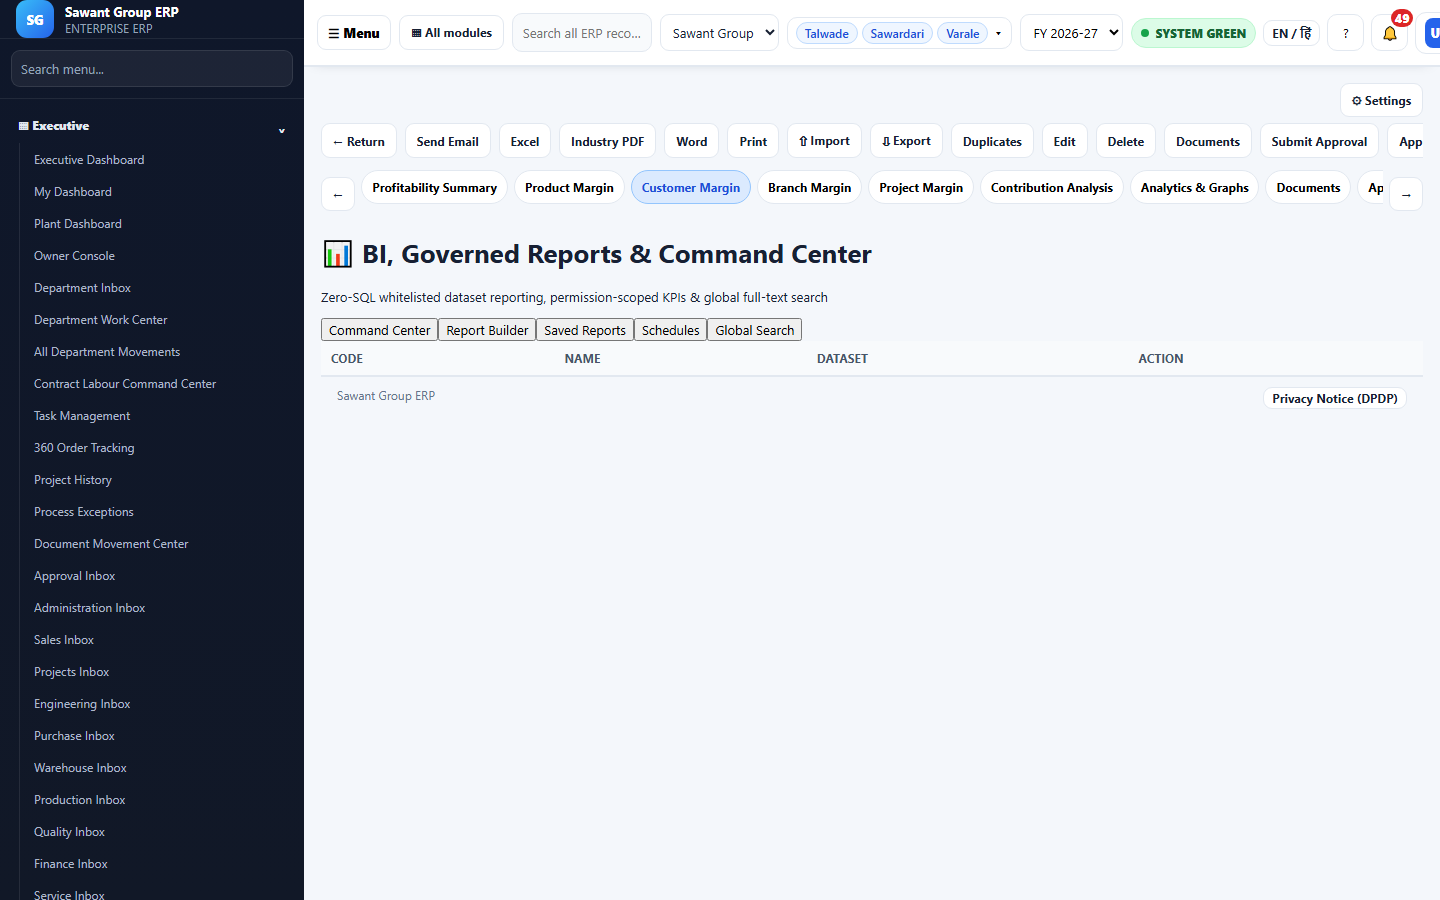 SG
Sawant Group ERP
ENTERPRISE ERP
Search menu...
Executive
Executive Dashboard
My Dashboard
Plant Dashboard
Owner Console
Department Inbox
Department Work Center
All Department Movements
Contract Labour Command Center
Task Management
360 Order Tracking
Project History
Process Exceptions
Document Movement Center
Approval Inbox
Administration Inbox
Sales Inbox
Projects Inbox
Engineering Inbox
Purchase Inbox
Warehouse Inbox
Production Inbox
Quality Inbox
Finance Inbox
Service Inbox
☰ Menu
All modules
Search all ERP reco...
Sawant Group
Talwade Sawardari Varale
FY 2026-27
SYSTEM GREEN
EN / हिं
?
49
U
⚙ Settings
← Return Send Email Excel Industry PDF Word Print ⇧ Import ⇩ Export Duplicates Edit Delete Documents Submit Approval App
← Profitability Summary Product Margin Customer Margin Branch Margin Project Margin Contribution Analysis Analytics & Graphs Documents Ap →
BI, Governed Reports & Command Center
Zero-SQL whitelisted dataset reporting, permission-scoped KPIs & global full-text search
Command Center Report Builder Saved Reports Schedules Global Search
CODE NAME DATASET ACTION
Sawant Group ERP
Privacy Notice (DPDP)